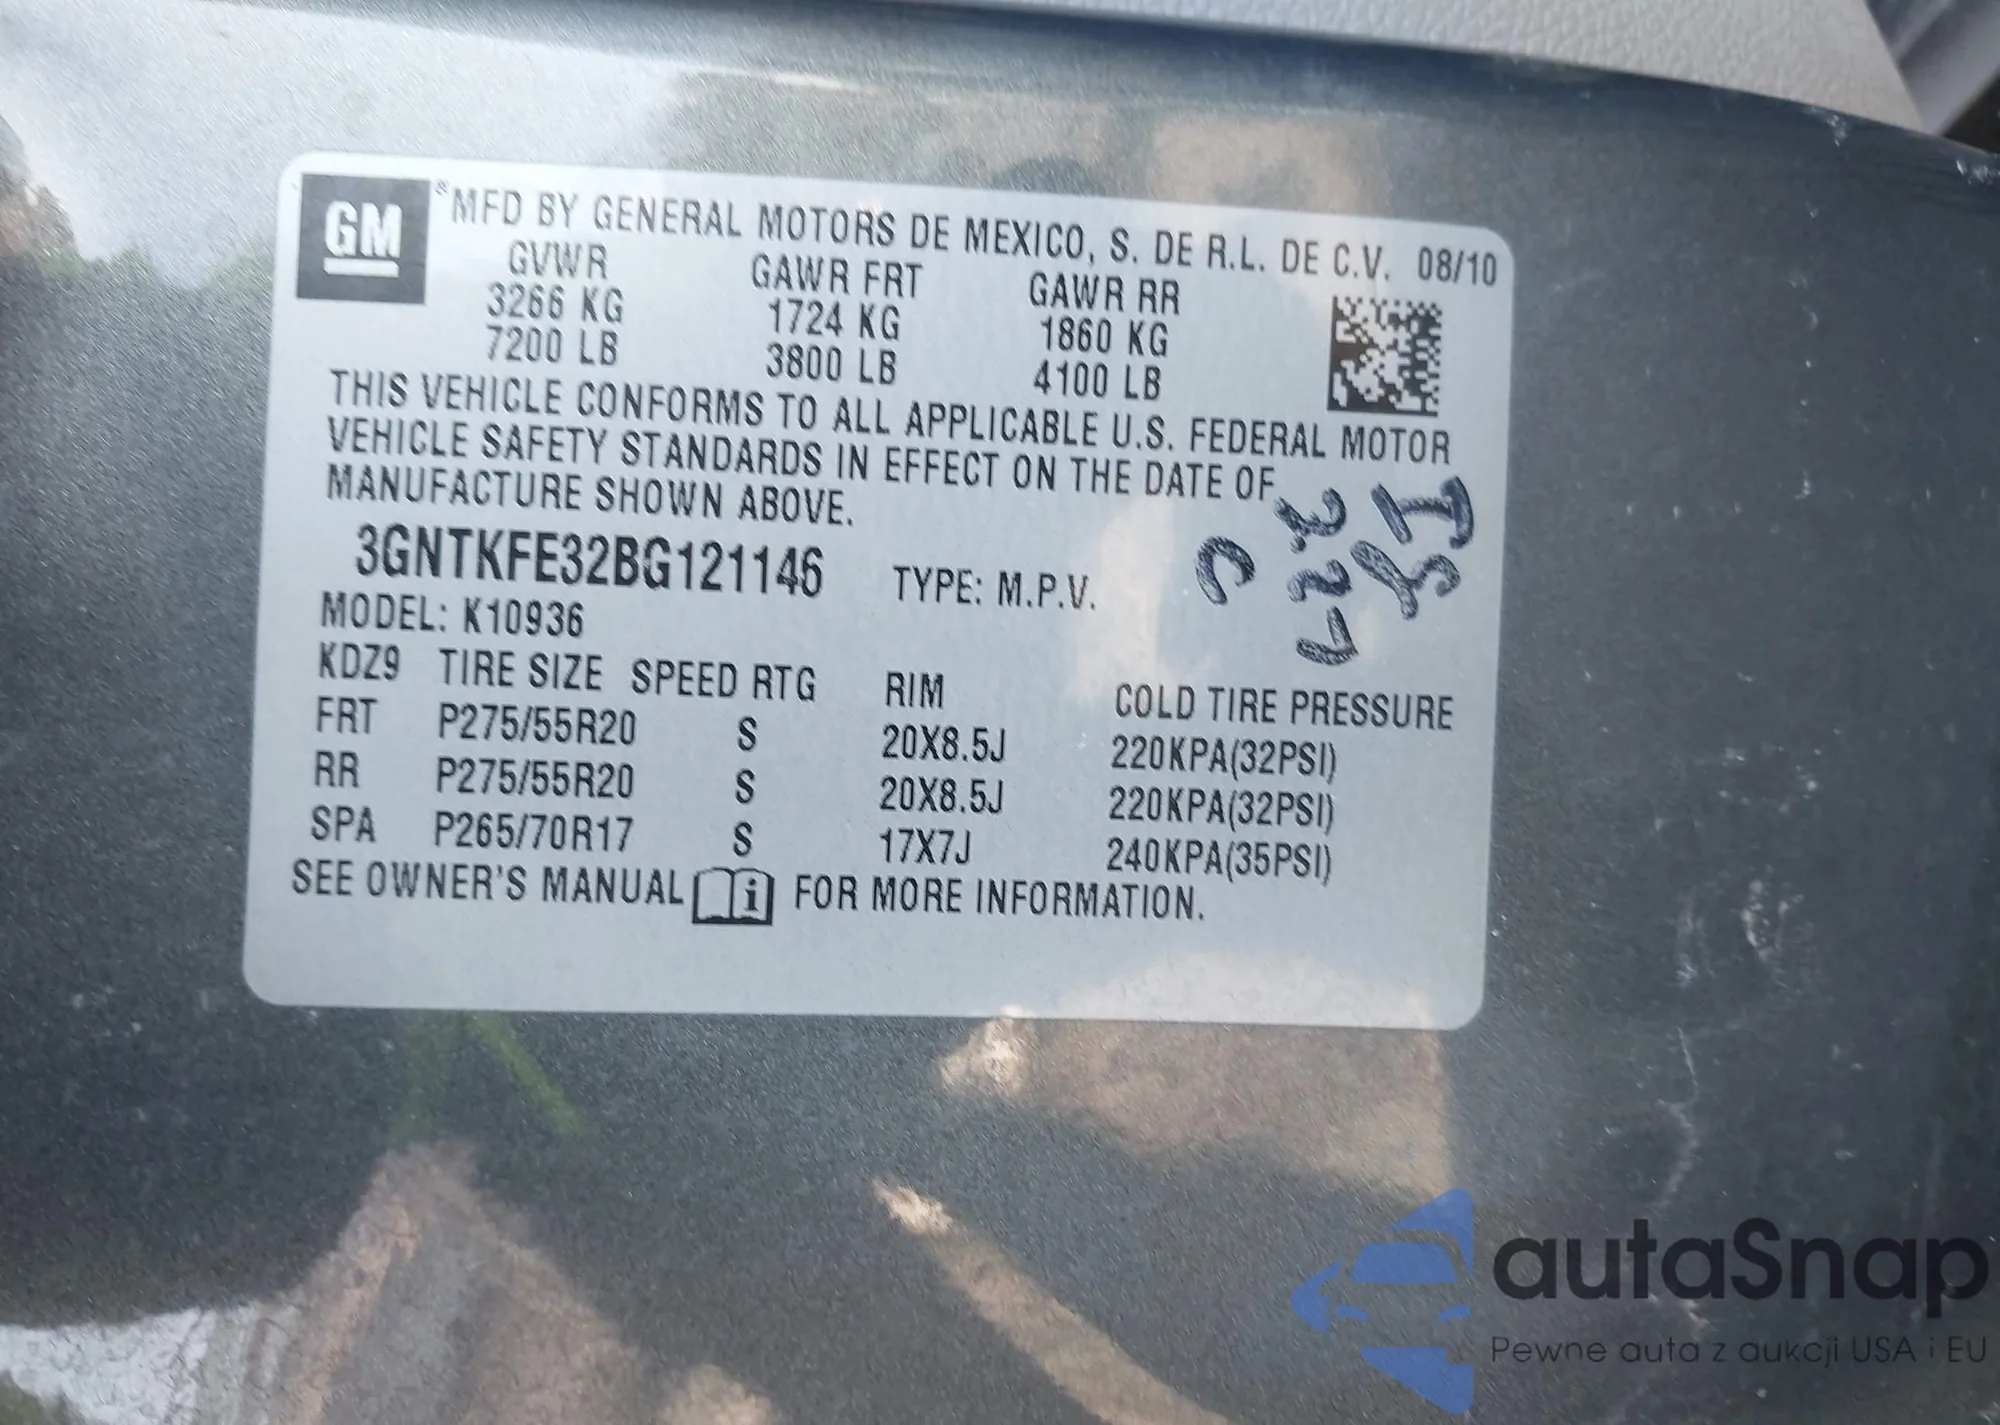 GM
®MFD BY GENERAL MOTORS DE MEXICO, S. DE R.L. DE C.V. 08/10
GVWR GAWR FRT GAWR RR
3266 KG 1724 KG 1860 KG
7200 LB 3800 LB 4100 LB
THIS VEHICLE CONFORMS TO ALL APPLICABLE U.S. FEDERAL MOTOR
VEHICLE SAFETY STANDARDS IN EFFECT ON THE DATE OF
MANUFACTURE SHOWN ABOVE.
3GNTKFE32BG121146 TYPE: M.P.V.
MODEL: K10936
KDZ9 TIRE SIZE SPEED RTG RIM COLD TIRE PRESSURE
FRT P275/55R20 S 20X8.5J 220KPA(32PSI)
RR P275/55R20 S 20X8.5J 220KPA(32PSI)
SPA P265/70R17 S 17X7J 240KPA(35PSI)
SEE OWNER'S MANUAL i FOR MORE INFORMATION.
autaSnap
Pewne auta z aukcji USA i EU